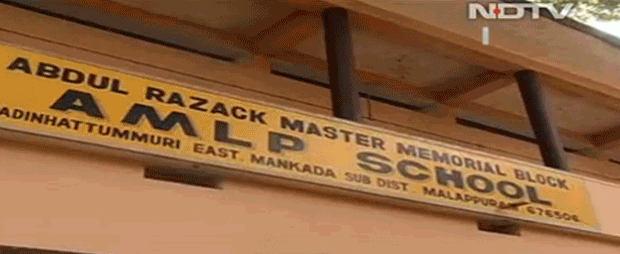 NDTV
ABDUL RAZACK MASTER MEMORIAL BLOCK
AMLP SCHOOL
ADINHATTUMMURI EAST. MANKADA SUB DIST. MALAPPURAM 676506